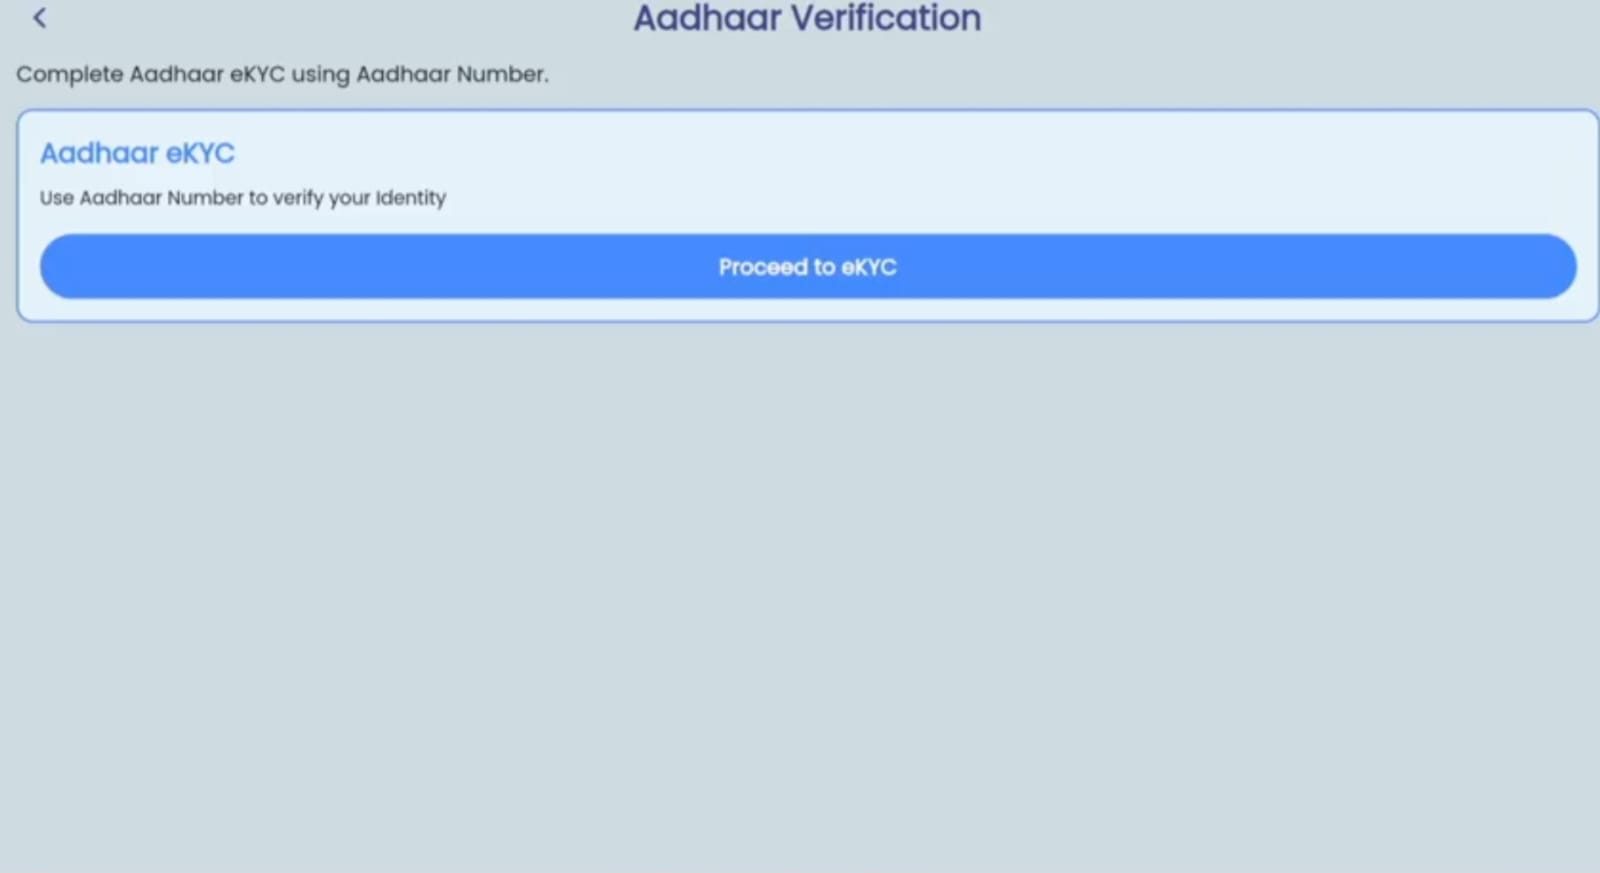 Aadhaar Verification
Complete Aadhaar eKYC using Aadhaar Number.
Aadhaar eKYC
Use Aadhaar Number to verify your Identity
Proceed to eKYC